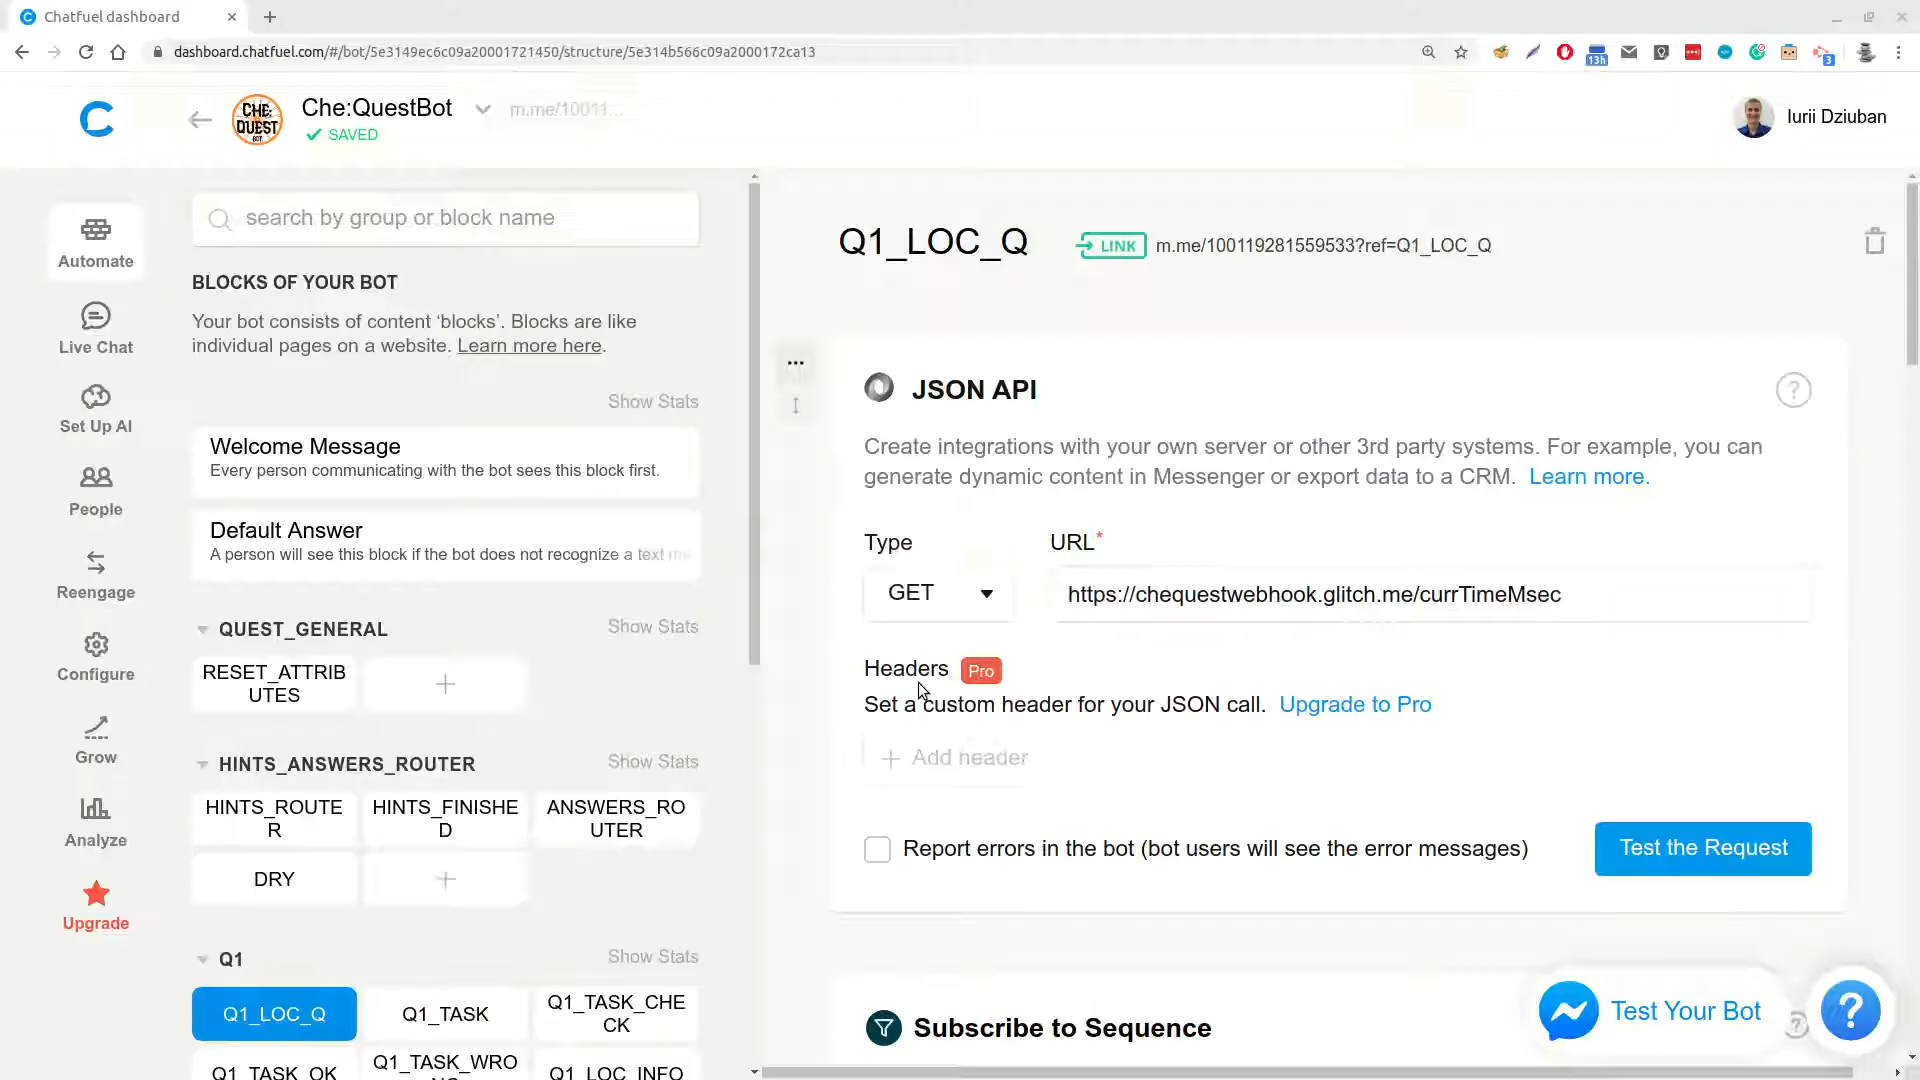 Chatfuel dashboard
dashboard.chatfuel.com/#/bot/5e3149ec6c09a20001721450/structure/5e314b566c09a2000172ca13
13h
3
CHE:
QUEST
BOT
Che:QuestBot
m.me/10011...
SAVED
Iurii Dziuban
Automate
Live Chat
Set Up AI
People
Reengage
Configure
Grow
Analyze
Upgrade
search by group or block name
BLOCKS OF YOUR BOT
Your bot consists of content ‘blocks’. Blocks are like
individual pages on a website. Learn more here.
Show Stats
Welcome Message
Every person communicating with the bot sees this block first.
Default Answer
A person will see this block if the bot does not recognize a text me
QUEST_GENERAL
Show Stats
RESET_ATTRIB
UTES
HINTS_ANSWERS_ROUTER
Show Stats
HINTS_ROUTE
R
HINTS_FINISHE
D
ANSWERS_RO
UTER
DRY
Q1
Show Stats
Q1_LOC_Q
Q1_TASK
Q1_TASK_CHE
CK
Q1_TASK_OK
Q1_TASK_WRO
Q1_LOC_INFO
Q1_LOC_Q
LINK
m.me/100119281559533?ref=Q1_LOC_Q
JSON API
?
Create integrations with your own server or other 3rd party systems. For example, you can
generate dynamic content in Messenger or export data to a CRM. Learn more.
Type
URL*
GET
https://chequestwebhook.glitch.me/currTimeMsec
Headers Pro
Set a custom header for your JSON call. Upgrade to Pro
+ Add header
Report errors in the bot (bot users will see the error messages)
Test the Request
Subscribe to Sequence
Test Your Bot
?
?